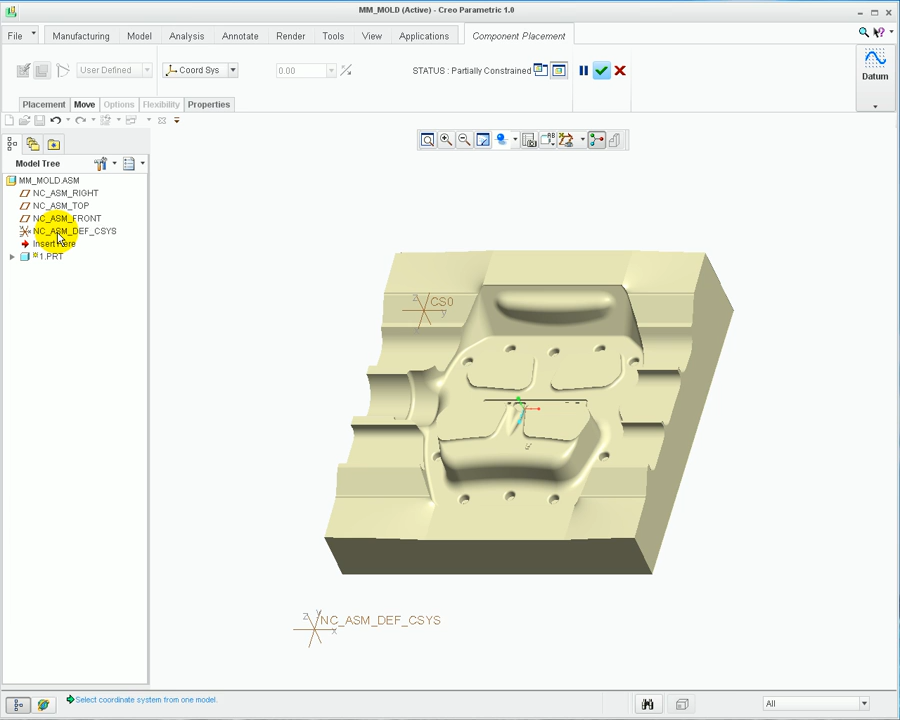 MM_MOLD (Active) - Creo Parametric 1.0
File Manufacturing Model Analysis Annotate Render Tools View Applications Component Placement
User Defined Coord Sys 0.00 STATUS : Partially Constrained
Datum
Placement Move Options Flexibility Properties
Model Tree
MM_MOLD.ASM
NC_ASM_RIGHT
NC_ASM_TOP
NC_ASM_FRONT
NC_ASM_DEF_CSYS
Insert Here
1.PRT
z CS0
y
z y NC_ASM_DEF_CSYS
x
Select coordinate system from one model.
All